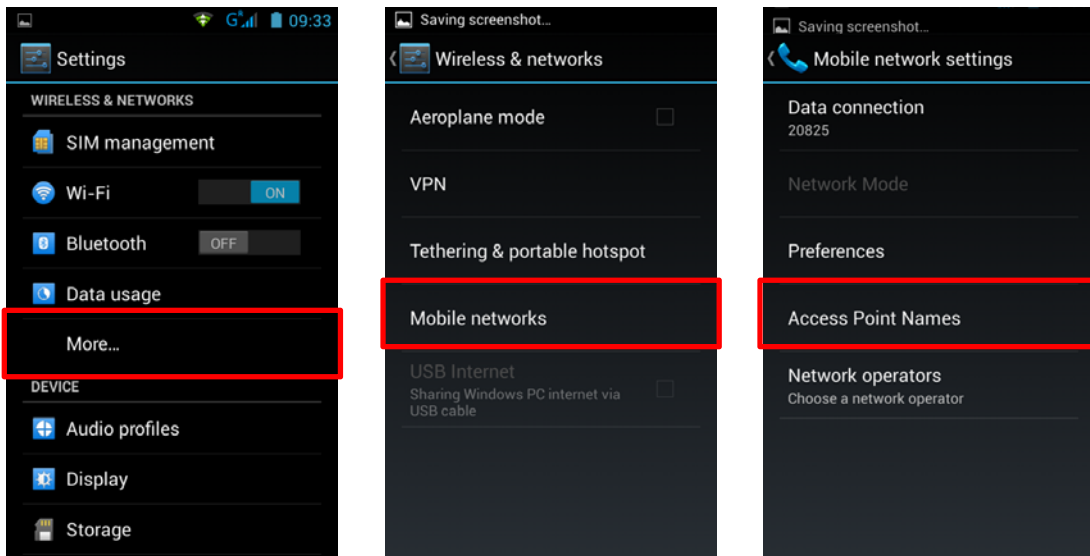 G 09:33
Settings
WIRELESS & NETWORKS
SIM management
Wi-Fi ON
Bluetooth OFF
Data usage
More...
DEVICE
Audio profiles
Display
Storage
Saving screenshot...
Wireless & networks
Aeroplane mode
VPN
Tethering & portable hotspot
Mobile networks
USB Internet
Sharing Windows PC internet via
USB cable
Saving screenshot...
Mobile network settings
Data connection
20825
Network Mode
Preferences
Access Point Names
Network operators
Choose a network operator